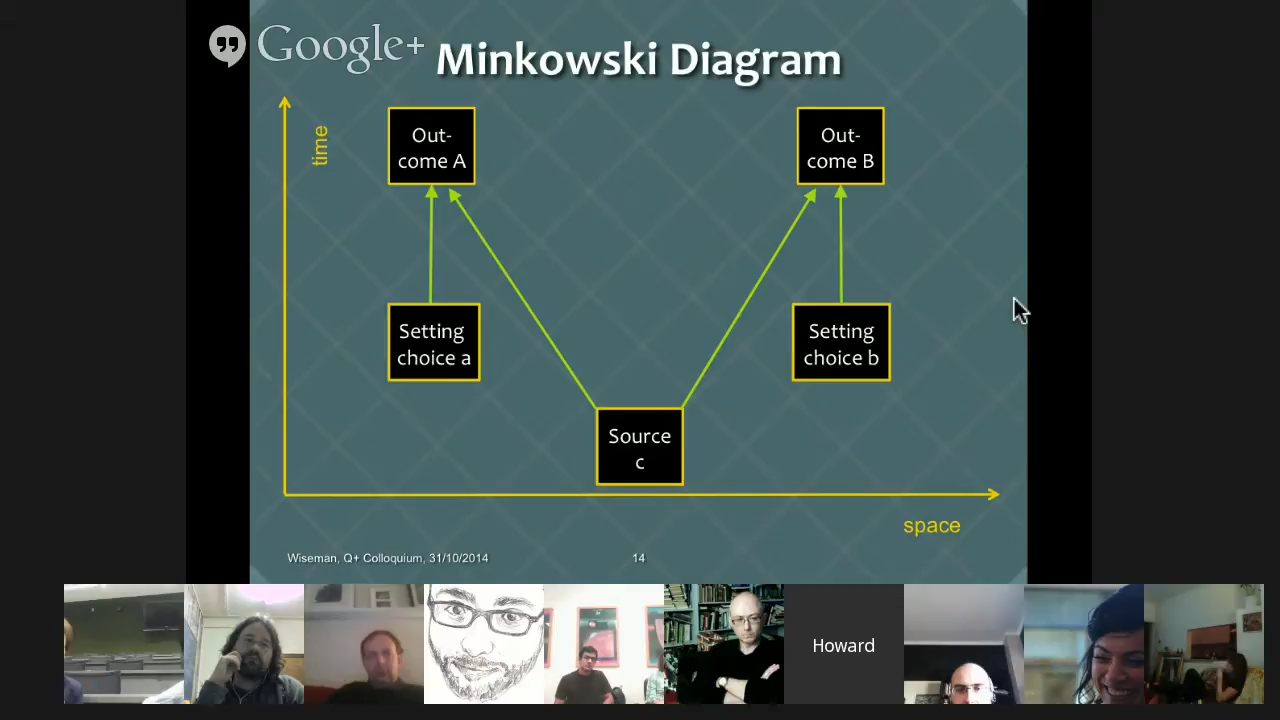 Google+
Minkowski Diagram
time
Out-
come A
Out-
come B
Setting
choice a
Setting
choice b
Source
c
space
Wiseman, Q+ Colloquium, 31/10/2014
14
Howard